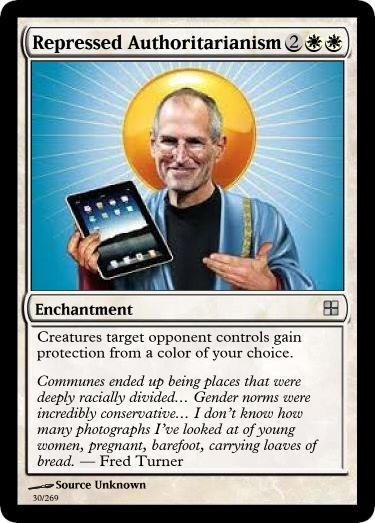 Repressed Authoritarianism 2
Enchantment
Creatures target opponent controls gain
protection from a color of your choice.
Communes ended up being places that were
deeply racially divided… Gender norms were
incredibly conservative… I don't know how
many photographs I've looked at of young
women, pregnant, barefoot, carrying loaves of
bread. — Fred Turner
Source Unknown
30/269